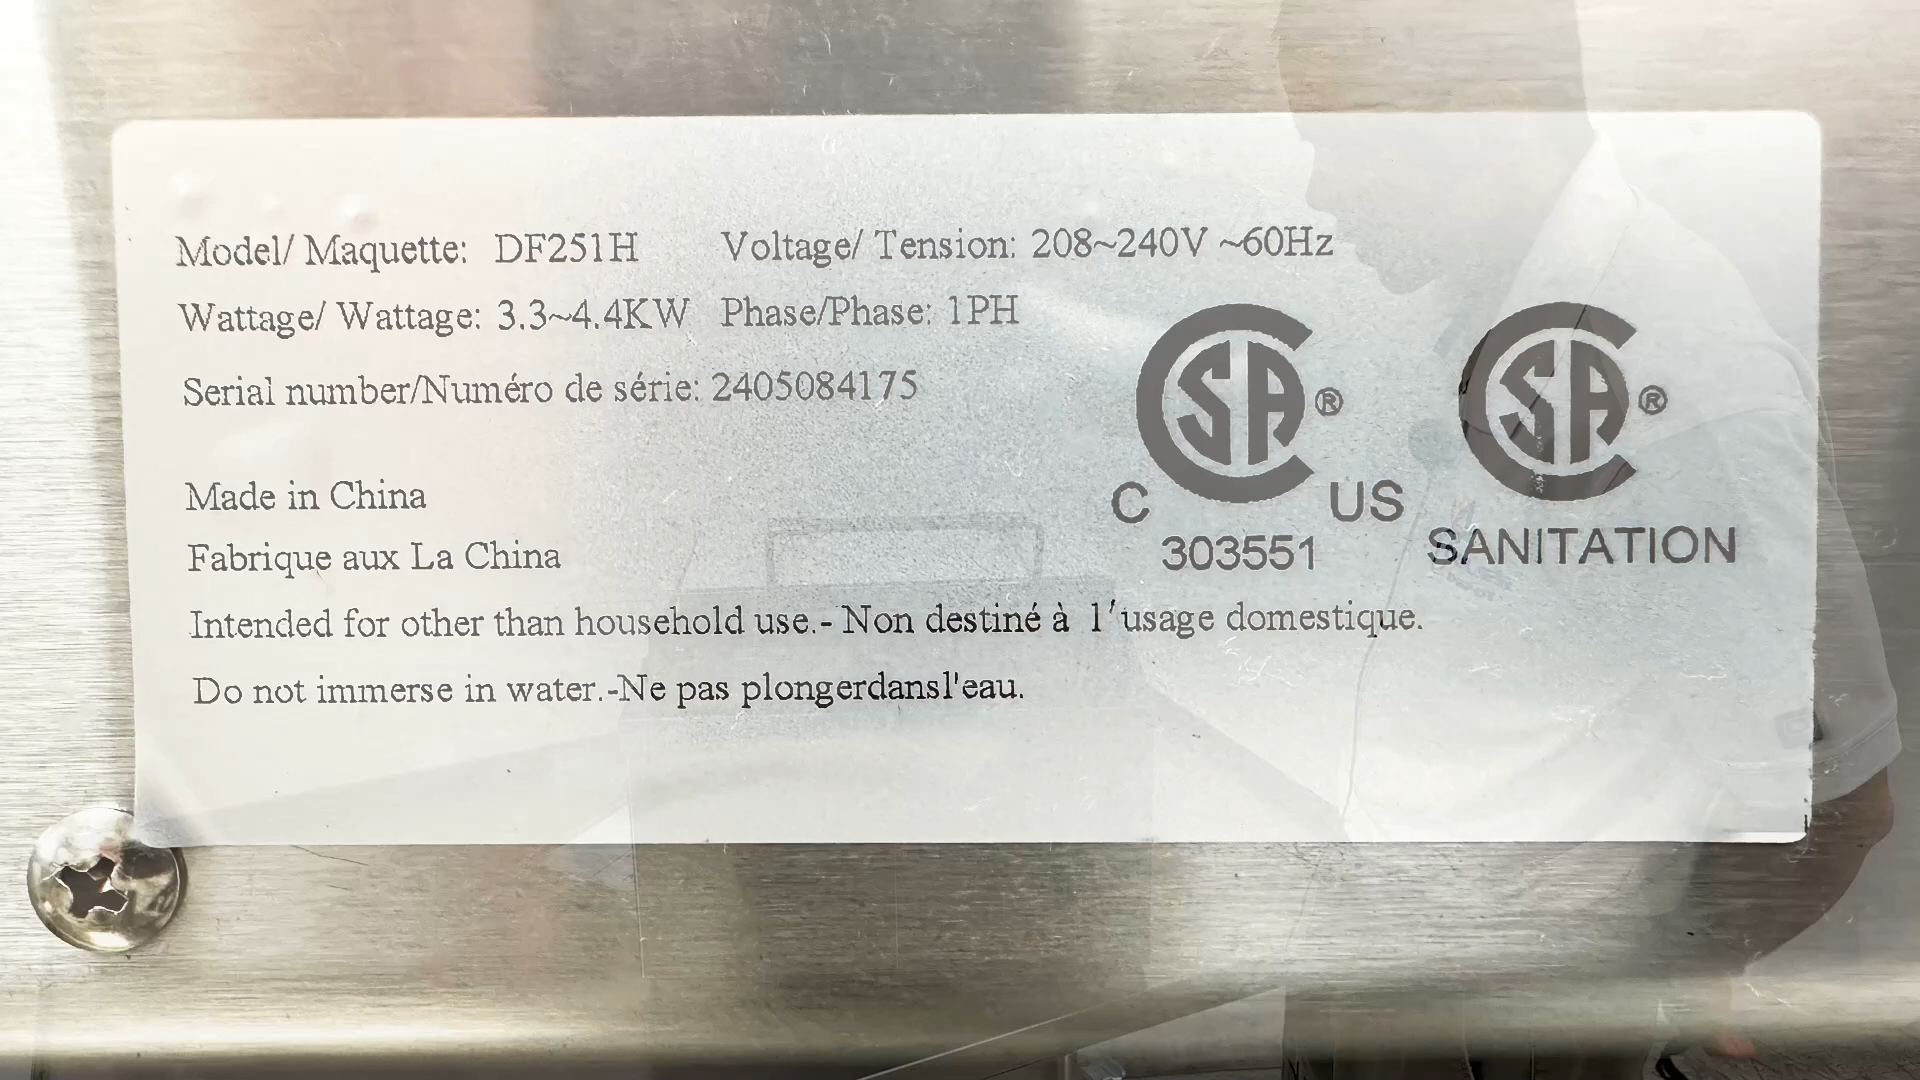 Model/ Maquette: DF251H Voltage/ Tension: 208~240V ~60Hz
Wattage/ Wattage: 3.3~4.4KW Phase/Phase: 1PH
Serial number/Numéro de série: 2405084175
CSA® CSA®
C US
Made in China
303551 SANITATION
Fabrique aux La China
Intended for other than household use.- Non destiné à l'usage domestique.
Do not immerse in water.-Ne pas plongerdansl'eau.